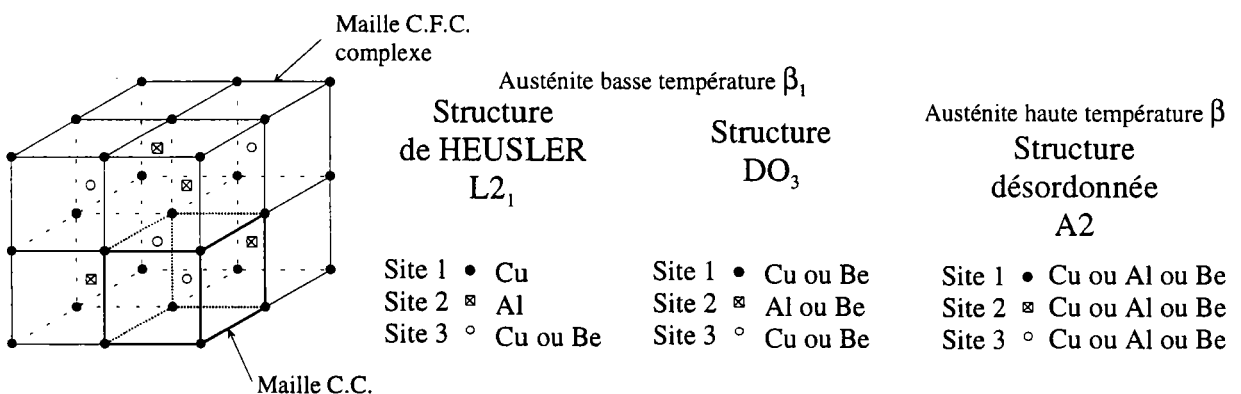 Maille C.F.C.
complexe
Austénite basse température β₁
Structure
de HEUSLER
L2₁
Structure
DO₃
Austénite haute température β
Structure
désordonnée
A2
Site 1 ● Cu
Site 2 ⊠ Al
Site 3 ○ Cu ou Be
Site 1 ● Cu ou Be
Site 2 ⊠ Al ou Be
Site 3 ○ Cu ou Be
Site 1 ● Cu ou Al ou Be
Site 2 ⊠ Cu ou Al ou Be
Site 3 ○ Cu ou Al ou Be
Maille C.C.